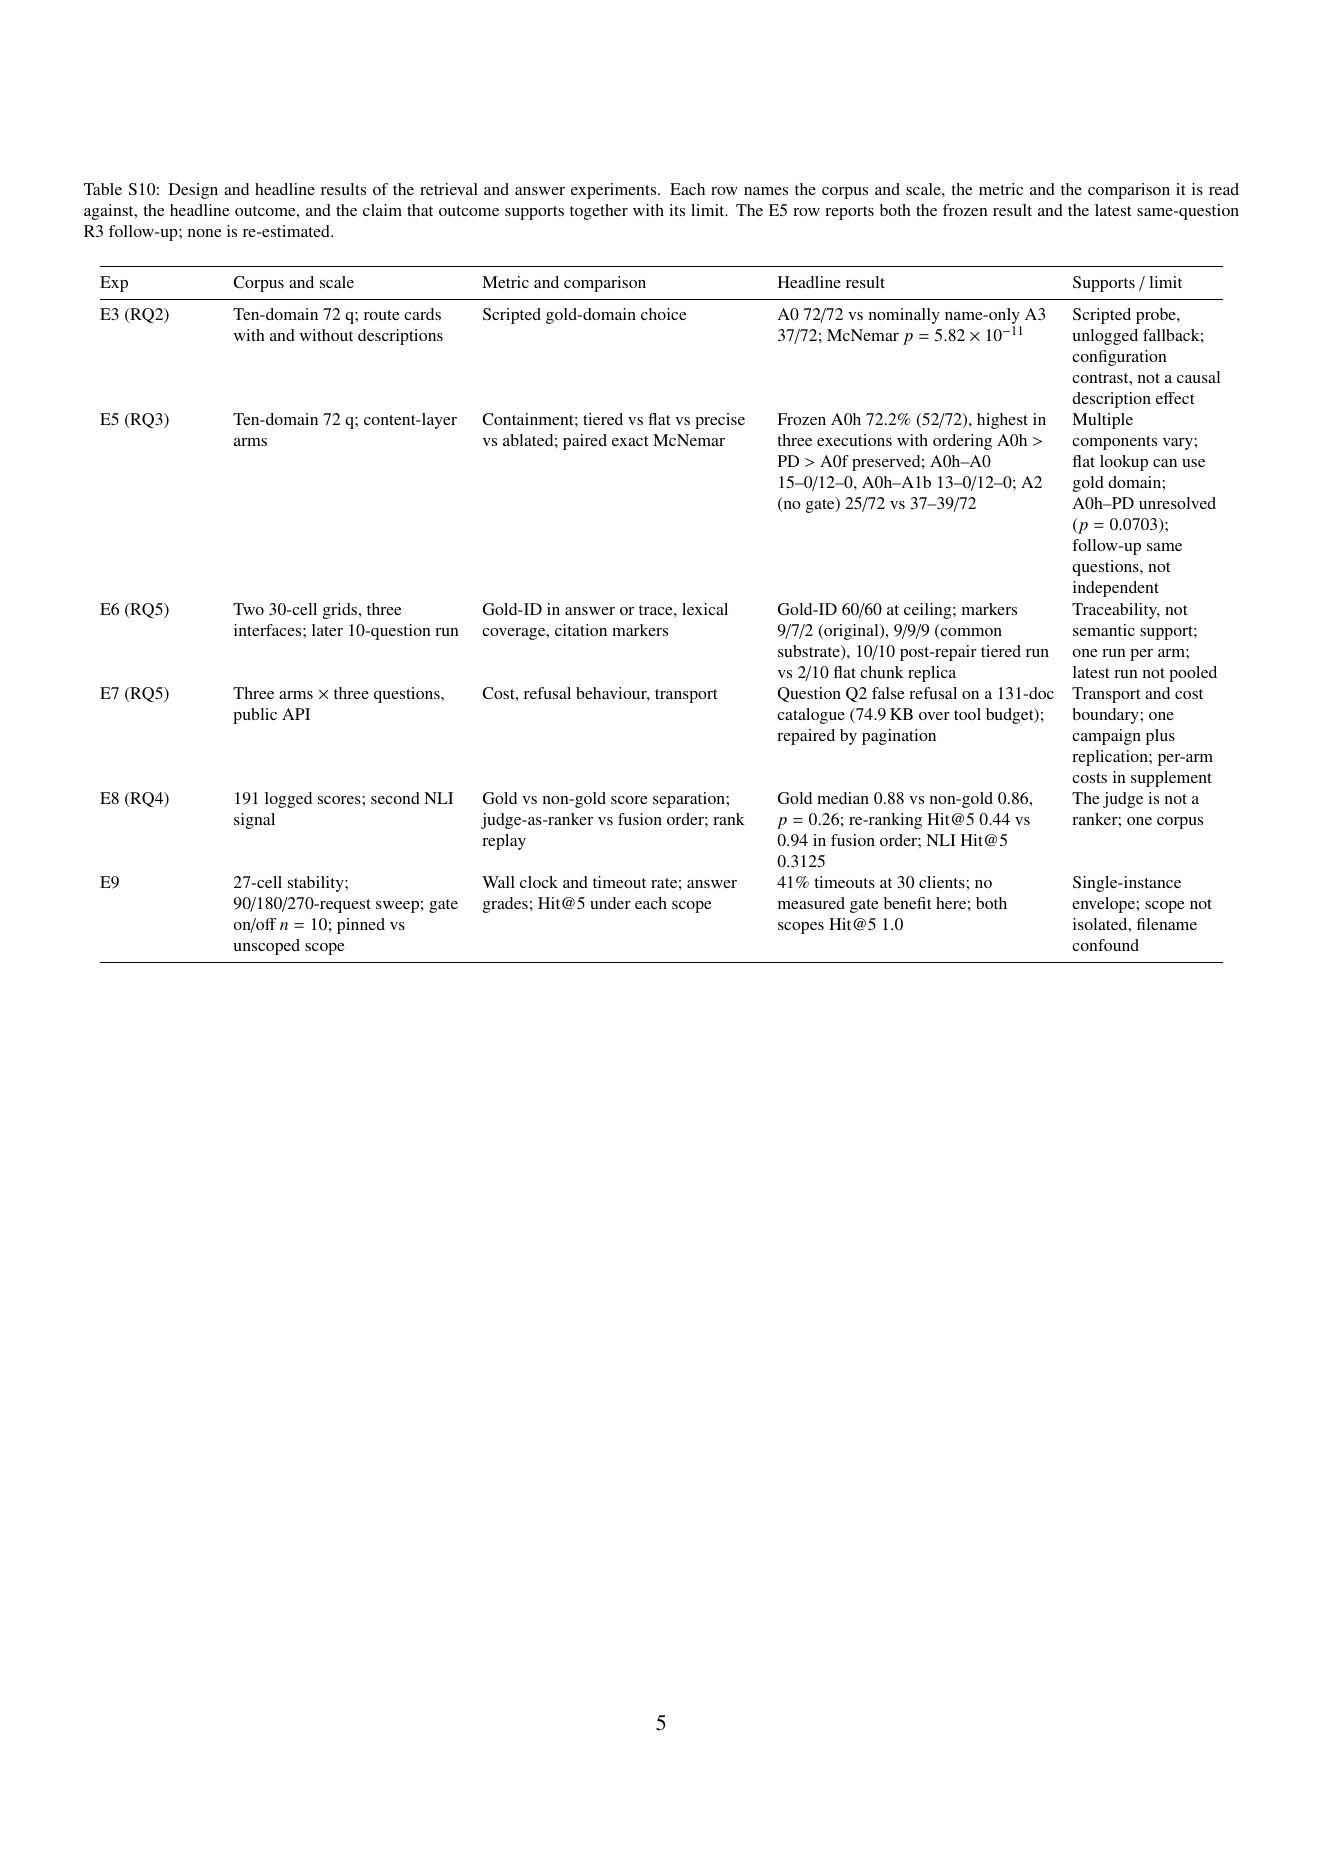 Table S10: Design and headline results of the retrieval and answer experiments. Each row names the corpus and scale, the metric and the comparison it is read
against, the headline outcome, and the claim that outcome supports together with its limit. The E5 row reports both the frozen result and the latest same-question
R3 follow-up; none is re-estimated.
Exp
Corpus and scale
Metric and comparison
Headline result
Supports / limit
E3 (RQ2)
Ten-domain 72 q; route cards
with and without descriptions
Scripted gold-domain choice
A0 72/72 vs nominally name-only A3
37/72; McNemar p = 5.82 × 10⁻¹¹
Scripted probe,
unlogged fallback;
configuration
contrast, not a causal
description effect
E5 (RQ3)
Ten-domain 72 q; content-layer
arms
Containment; tiered vs flat vs precise
vs ablated; paired exact McNemar
Frozen A0h 72.2% (52/72), highest in
three executions with ordering A0h >
PD > A0f preserved; A0h–A0
15–0/12–0, A0h–A1b 13–0/12–0; A2
(no gate) 25/72 vs 37–39/72
Multiple
components vary;
flat lookup can use
gold domain;
A0h–PD unresolved
(p = 0.0703);
follow-up same
questions, not
independent
E6 (RQ5)
Two 30-cell grids, three
interfaces; later 10-question run
Gold-ID in answer or trace, lexical
coverage, citation markers
Gold-ID 60/60 at ceiling; markers
9/7/2 (original), 9/9/9 (common
substrate), 10/10 post-repair tiered run
vs 2/10 flat chunk replica
Traceability, not
semantic support;
one run per arm;
latest run not pooled
E7 (RQ5)
Three arms × three questions,
public API
Cost, refusal behaviour, transport
Question Q2 false refusal on a 131-doc
catalogue (74.9 KB over tool budget);
repaired by pagination
Transport and cost
boundary; one
campaign plus
replication; per-arm
costs in supplement
E8 (RQ4)
191 logged scores; second NLI
signal
Gold vs non-gold score separation;
judge-as-ranker vs fusion order; rank
replay
Gold median 0.88 vs non-gold 0.86,
p = 0.26; re-ranking Hit@5 0.44 vs
0.94 in fusion order; NLI Hit@5
0.3125
The judge is not a
ranker; one corpus
E9
27-cell stability;
90/180/270-request sweep; gate
on/off n = 10; pinned vs
unscoped scope
Wall clock and timeout rate; answer
grades; Hit@5 under each scope
41% timeouts at 30 clients; no
measured gate benefit here; both
scopes Hit@5 1.0
Single-instance
envelope; scope not
isolated, filename
confound
5